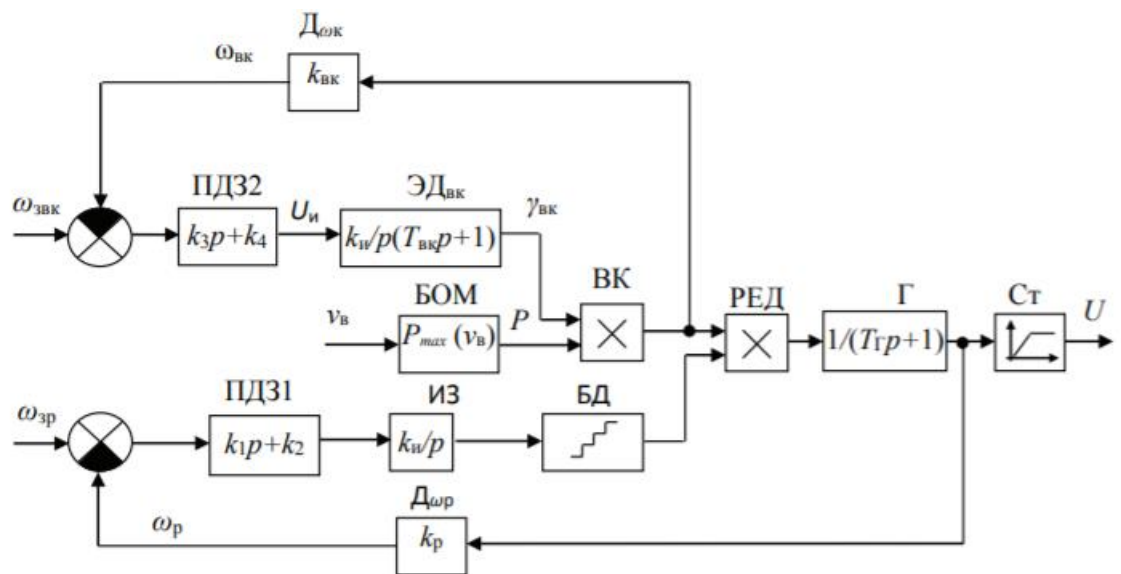 Дωк
ωвк
kвк
ПДЗ2
ЭДвк
ωзвк
Uи
γвк
k3p+k4
kи/p(Tвкp+1)
БОМ
ВК
РЕД
Г
Ст
vв
P
U
Pmax (vв)
1/(TГp+1)
ПДЗ1
ИЗ
БД
ωзр
k1p+k2
kи/p
Дωр
ωр
kр